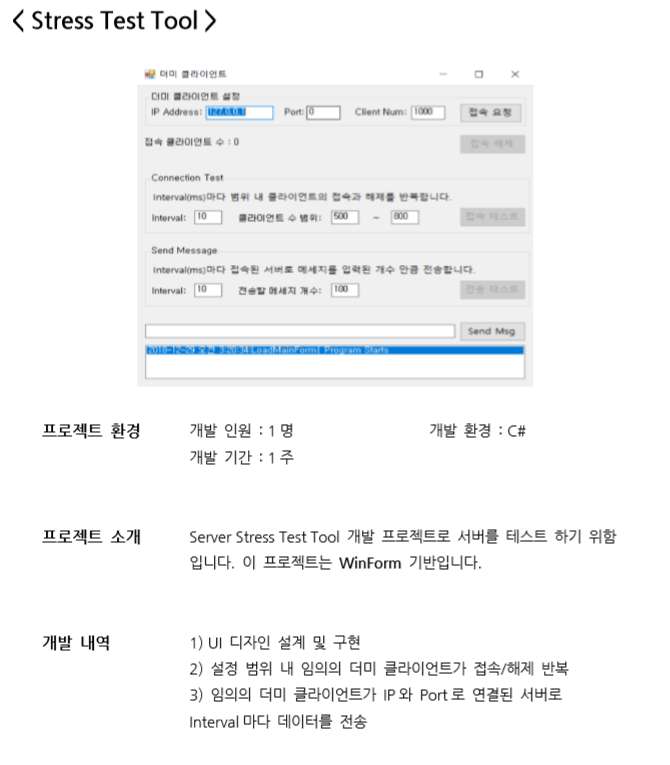 < Stress Test Tool >
더미 클라이언트
더미 클라이언트 설정
IP Address: 127.0.0.1 Port: 0 Client Num: 1000 접속 요청
접속 클라이언트 수 : 0 접속 해제
Connection Test
Interval(ms)마다 범위 내 클라이언트의 접속과 해제를 반복합니다.
Interval: 10 클라이언트 수 범위: 500 ~ 800 접속 테스트
Send Message
Interval(ms)마다 접속된 서버로 메세지를 입력된 개수 만큼 전송합니다.
Interval: 10 전송할 메세지 개수: 100 전송 테스트
Send Msg
2018-12-29 오전 3:20:34:LoadMainForm| Program Starts
프로젝트 환경 개발 인원 : 1 명 개발 환경 : C#
개발 기간 : 1 주
프로젝트 소개 Server Stress Test Tool 개발 프로젝트로 서버를 테스트 하기 위함
입니다. 이 프로젝트는 WinForm 기반입니다.
개발 내역 1) UI 디자인 설계 및 구현
2) 설정 범위 내 임의의 더미 클라이언트가 접속/해제 반복
3) 임의의 더미 클라이언트가 IP 와 Port 로 연결된 서버로
Interval 마다 데이터를 전송